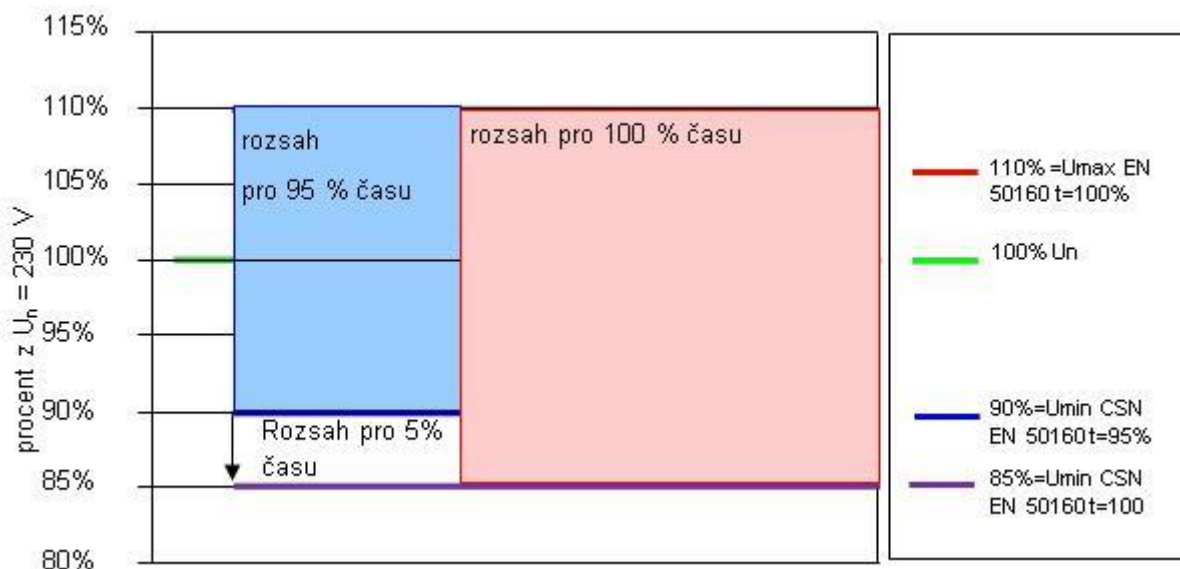 115%
110%
105%
100%
95%
90%
85%
80%
procent z Un = 230 V
rozsah
pro 95 % času
rozsah pro 100 % času
Rozsah pro 5%
času
110% =Umax EN
50160 t=100%
100% Un
90%=Umin CSN
EN 50160t=95%
85%=Umin CSN
EN 50160t=100